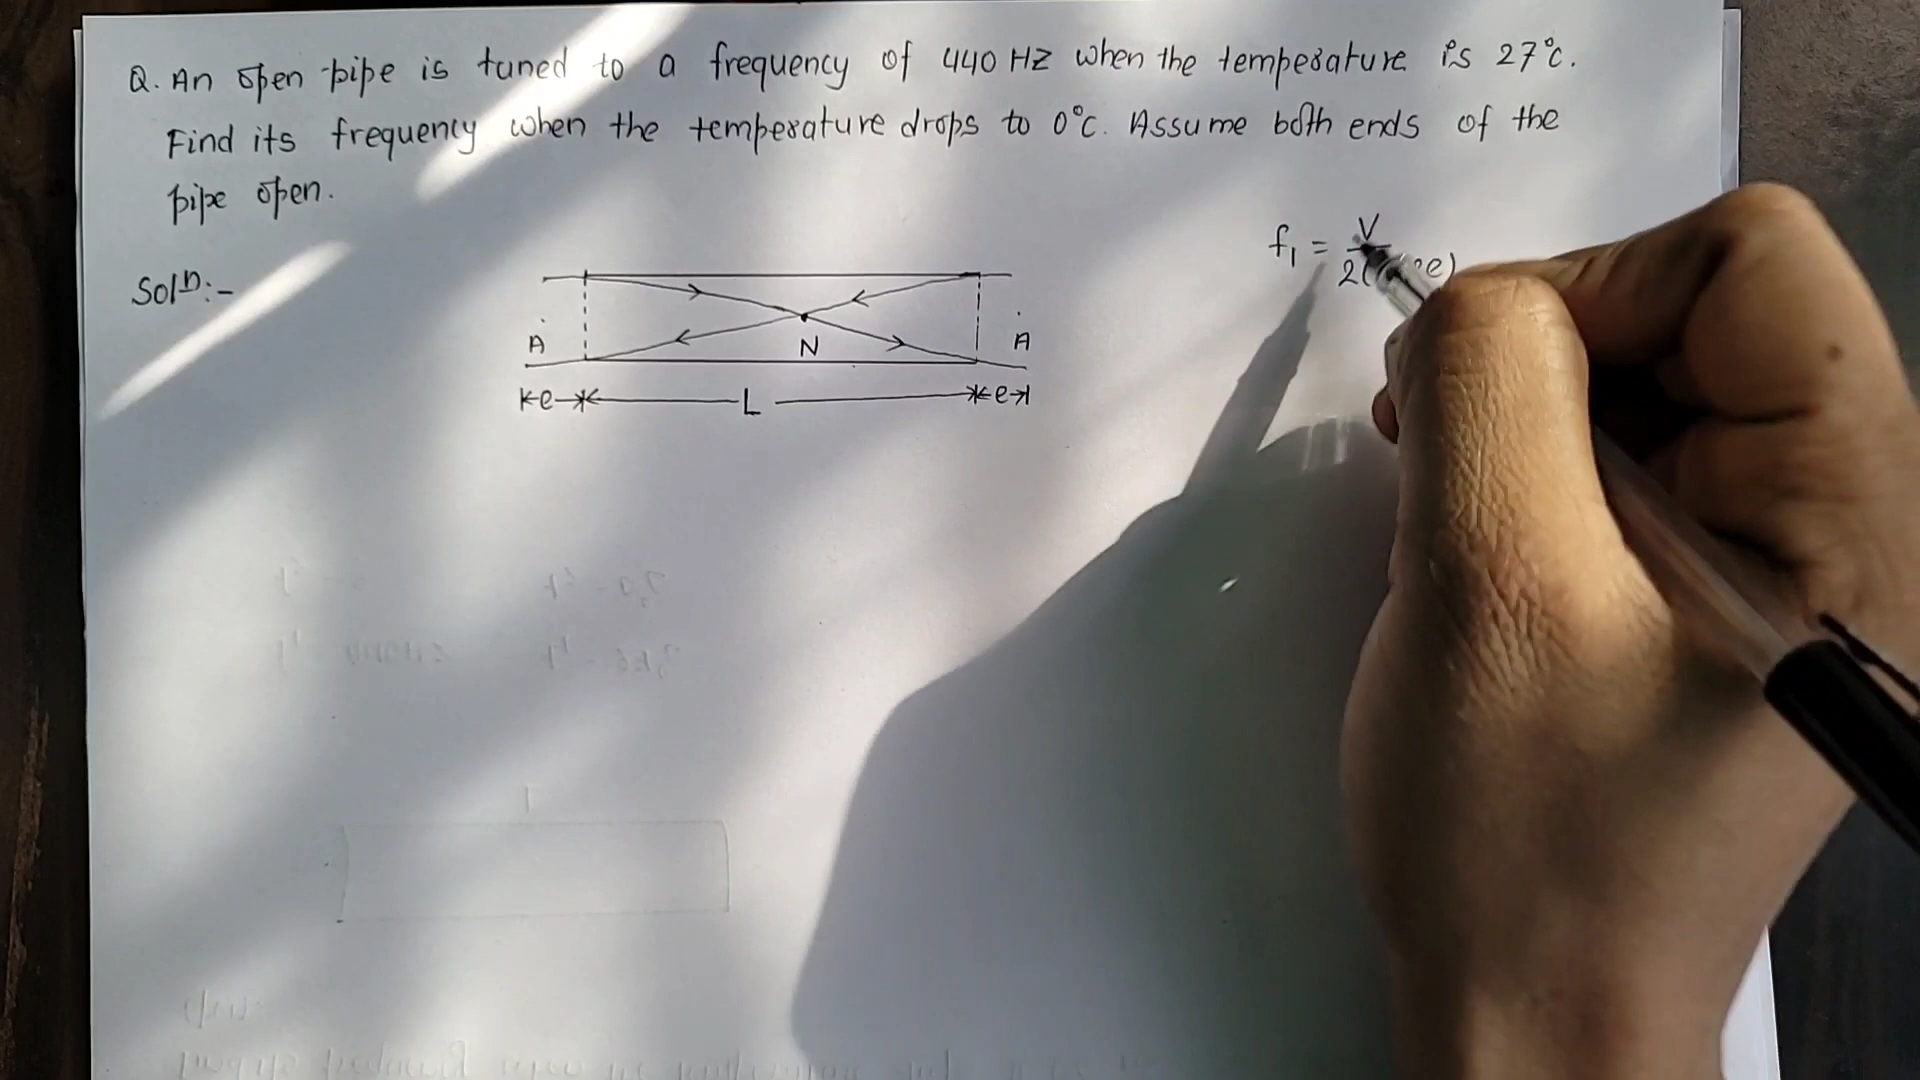 Q. An open pipe is tuned to a frequency of 440 HZ when the temperature is 27°c.
Find its frequency when the temperature drops to 0°c. Assume both ends of the
pipe open.
Solⁿ:-
f₁ = V
2( e)
A N A
e L e